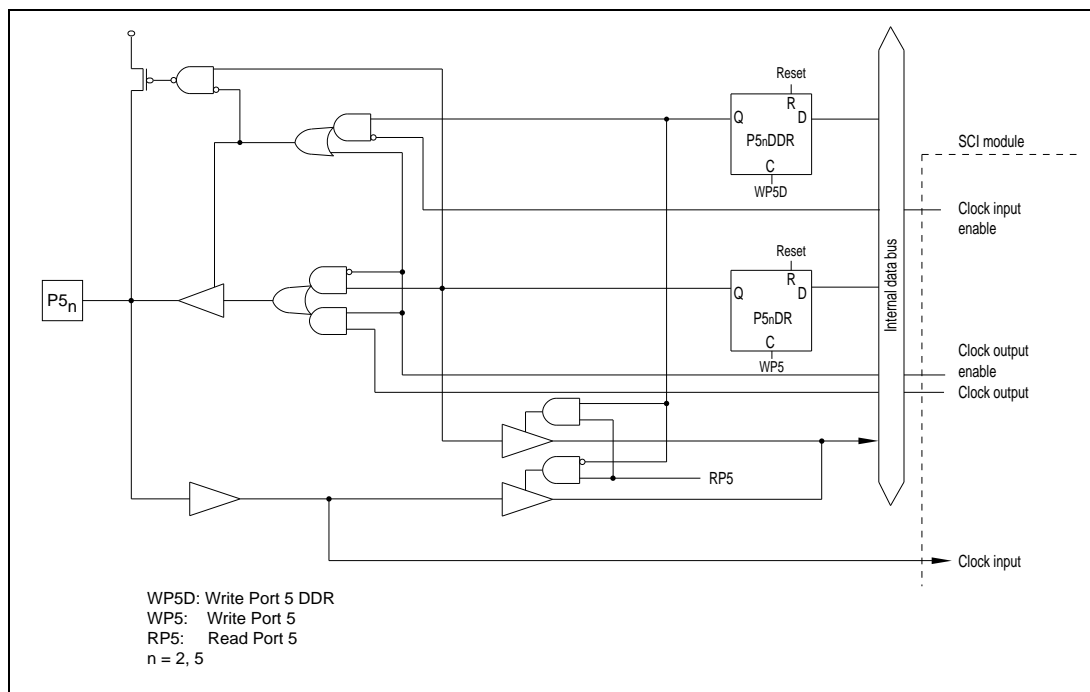 Reset
R
Q
D
P5nDDR
C
WP5D
SCI module
Clock input
enable
Reset
R
Q
D
P5nDR
C
WP5
Internal data bus
P5n
Clock output
enable
Clock output
RP5
Clock input
WP5D: Write Port 5 DDR
WP5: Write Port 5
RP5: Read Port 5
n = 2, 5